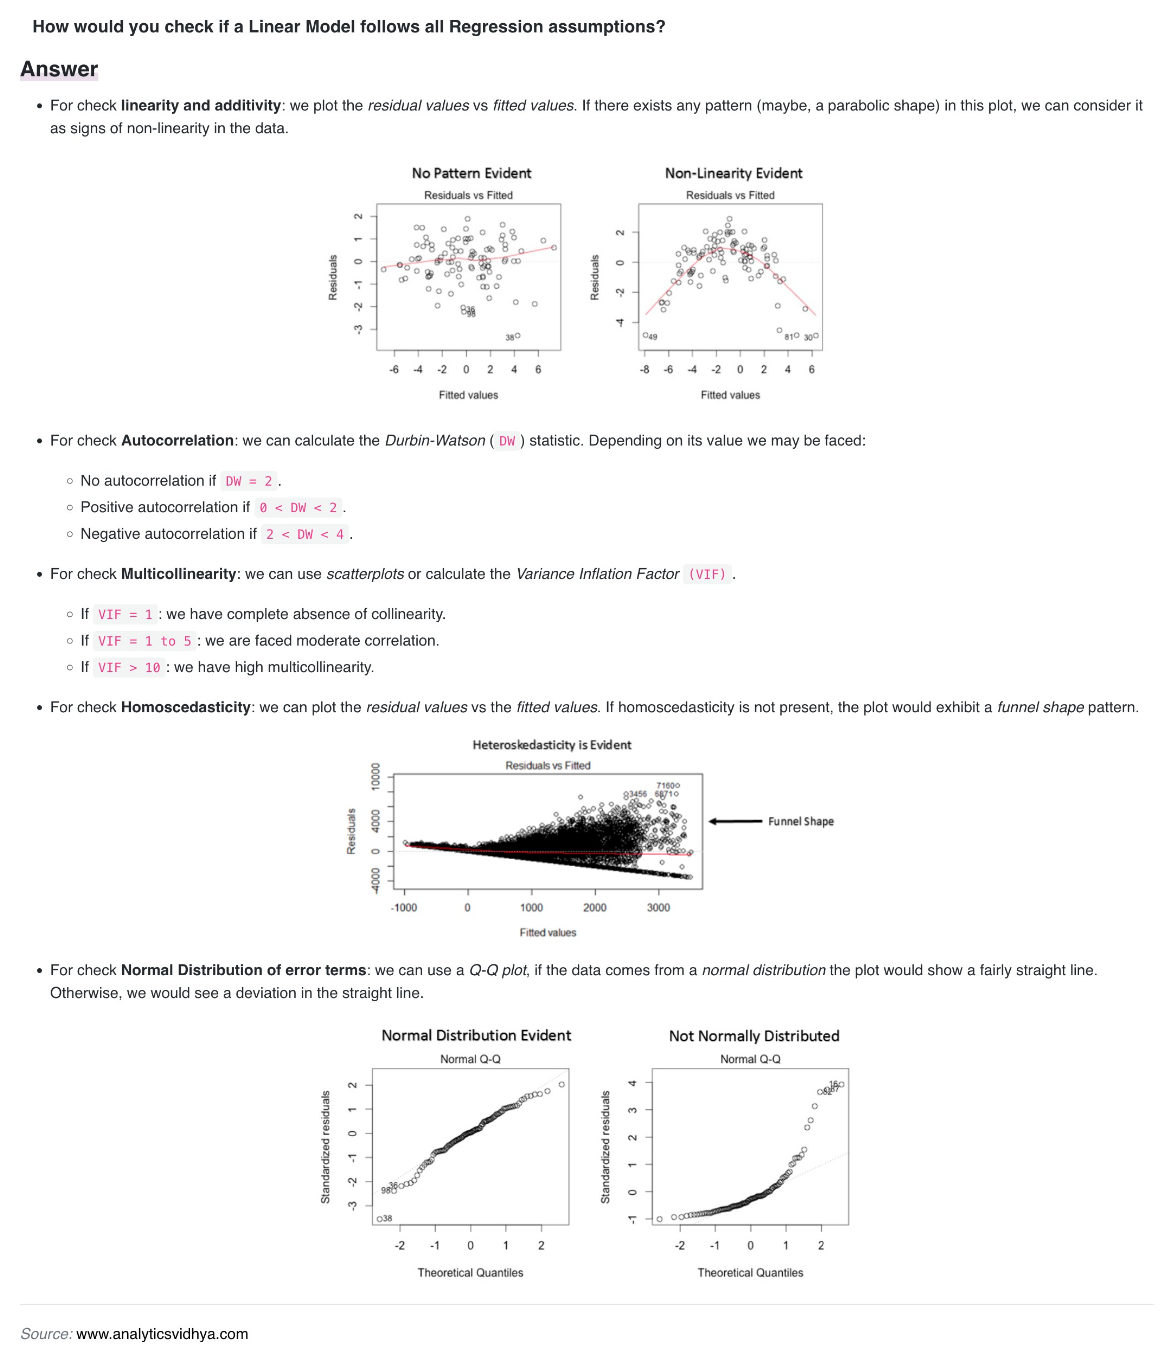 How would you check if a Linear Model follows all Regression assumptions?
Answer
• For check linearity and additivity: we plot the residual values vs fitted values. If there exists any pattern (maybe, a parabolic shape) in this plot, we can consider it
as signs of non-linearity in the data.
No Pattern Evident
Residuals vs Fitted
Residuals
2
1
0
-1
-2
-3
36
98
38
-6 -4 -2 0 2 4 6
Fitted values
Non-Linearity Evident
Residuals vs Fitted
Residuals
2
0
-2
-4
49
81 30
-8 -6 -4 -2 0 2 4 6
Fitted values
• For check Autocorrelation: we can calculate the Durbin-Watson ( DW ) statistic. Depending on its value we may be faced:
◦ No autocorrelation if DW = 2 .
◦ Positive autocorrelation if 0 < DW < 2 .
◦ Negative autocorrelation if 2 < DW < 4 .
• For check Multicollinearity: we can use scatterplots or calculate the Variance Inflation Factor (VIF) .
◦ If VIF = 1 : we have complete absence of collinearity.
◦ If VIF = 1 to 5 : we are faced moderate correlation.
◦ If VIF > 10 : we have high multicollinearity.
• For check Homoscedasticity: we can plot the residual values vs the fitted values. If homoscedasticity is not present, the plot would exhibit a funnel shape pattern.
Heteroskedasticity is Evident
Residuals vs Fitted
Residuals
10000
4000
0
-4000
7160
3456 6871
Funnel Shape
-1000 0 1000 2000 3000
Fitted values
• For check Normal Distribution of error terms: we can use a Q-Q plot, if the data comes from a normal distribution the plot would show a fairly straight line.
Otherwise, we would see a deviation in the straight line.
Normal Distribution Evident
Normal Q-Q
Standardized residuals
2
1
0
-1
-2
-3
36
98
38
-2 -1 0 1 2
Theoretical Quantiles
Not Normally Distributed
Normal Q-Q
Standardized residuals
4
3
2
1
0
-1
-2 -1 0 1 2
Theoretical Quantiles
Source: www.analyticsvidhya.com